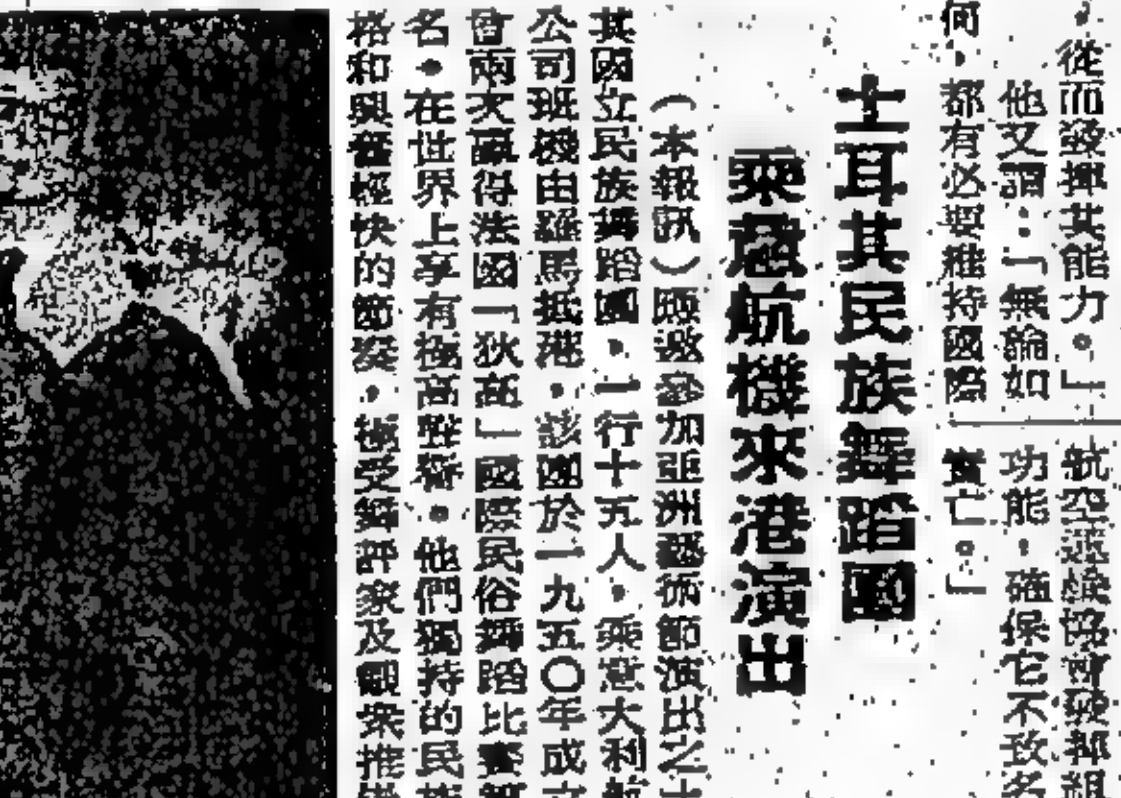 ，從而發揮其能力。」
他又謂：「無論如
何，都有必要維持國際
航空運輸協會發揮組
功能，確保它不致名
實亡。」
土耳其民族舞蹈團
乘意航機來港演出
（本報訊）應邀參加亞洲藝術節演出之土
其國立民族舞蹈團，一行十五人，乘意大利航
公司班機由羅馬抵港，該團於一九五〇年成立
曾兩次贏得法國「狄高」國際民俗舞蹈比賽
名。在世界上享有極高聲譽。他們獨特的民族
格和輕快的節奏，極受舞評家及觀眾推